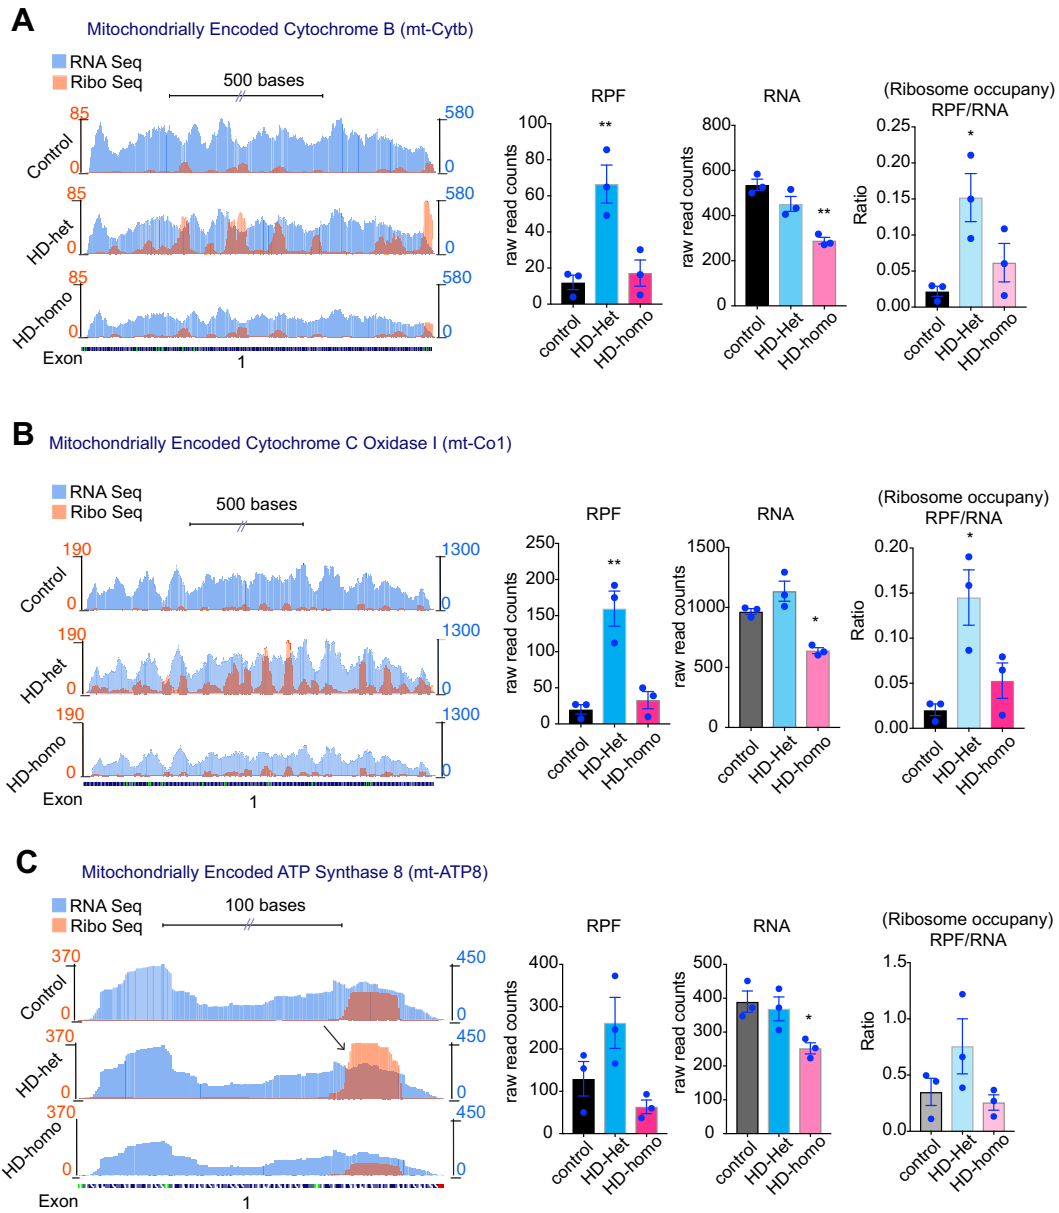 A
Mitochondrially Encoded Cytochrome B (mt-Cytb)
RNA Seq
Ribo Seq
500 bases
85
580
Control
0
0
85
580
HD-het
0
0
85
580
HD-homo
0
0
Exon
1
RPF
raw read counts
100
80
60
40
20
0
**
control
HD-Het
HD-homo
RNA
raw read counts
800
600
400
200
0
**
control
HD-Het
HD-homo
(Ribosome occupany)
RPF/RNA
Ratio
0.25
0.20
0.15
0.10
0.05
0.00
*
control
HD-Het
HD-homo
B
Mitochondrially Encoded Cytochrome C Oxidase I (mt-Co1)
RNA Seq
Ribo Seq
500 bases
190
1300
Control
0
0
190
1300
HD-het
0
0
190
1300
HD-homo
0
0
Exon
1
RPF
raw read counts
250
200
150
100
50
0
**
control
HD-Het
HD-homo
RNA
raw read counts
1500
1000
500
0
*
control
HD-Het
HD-homo
(Ribosome occupany)
RPF/RNA
Ratio
0.20
0.15
0.10
0.05
0.00
*
control
HD-Het
HD-homo
C
Mitochondrially Encoded ATP Synthase 8 (mt-ATP8)
RNA Seq
Ribo Seq
100 bases
370
450
Control
0
0
370
450
HD-het
0
0
370
450
HD-homo
0
0
Exon
1
RPF
raw read counts
400
300
200
100
0
control
HD-Het
HD-homo
RNA
raw read counts
500
400
300
200
100
0
*
control
HD-Het
HD-homo
(Ribosome occupany)
RPF/RNA
Ratio
1.5
1.0
0.5
0.0
control
HD-Het
HD-homo